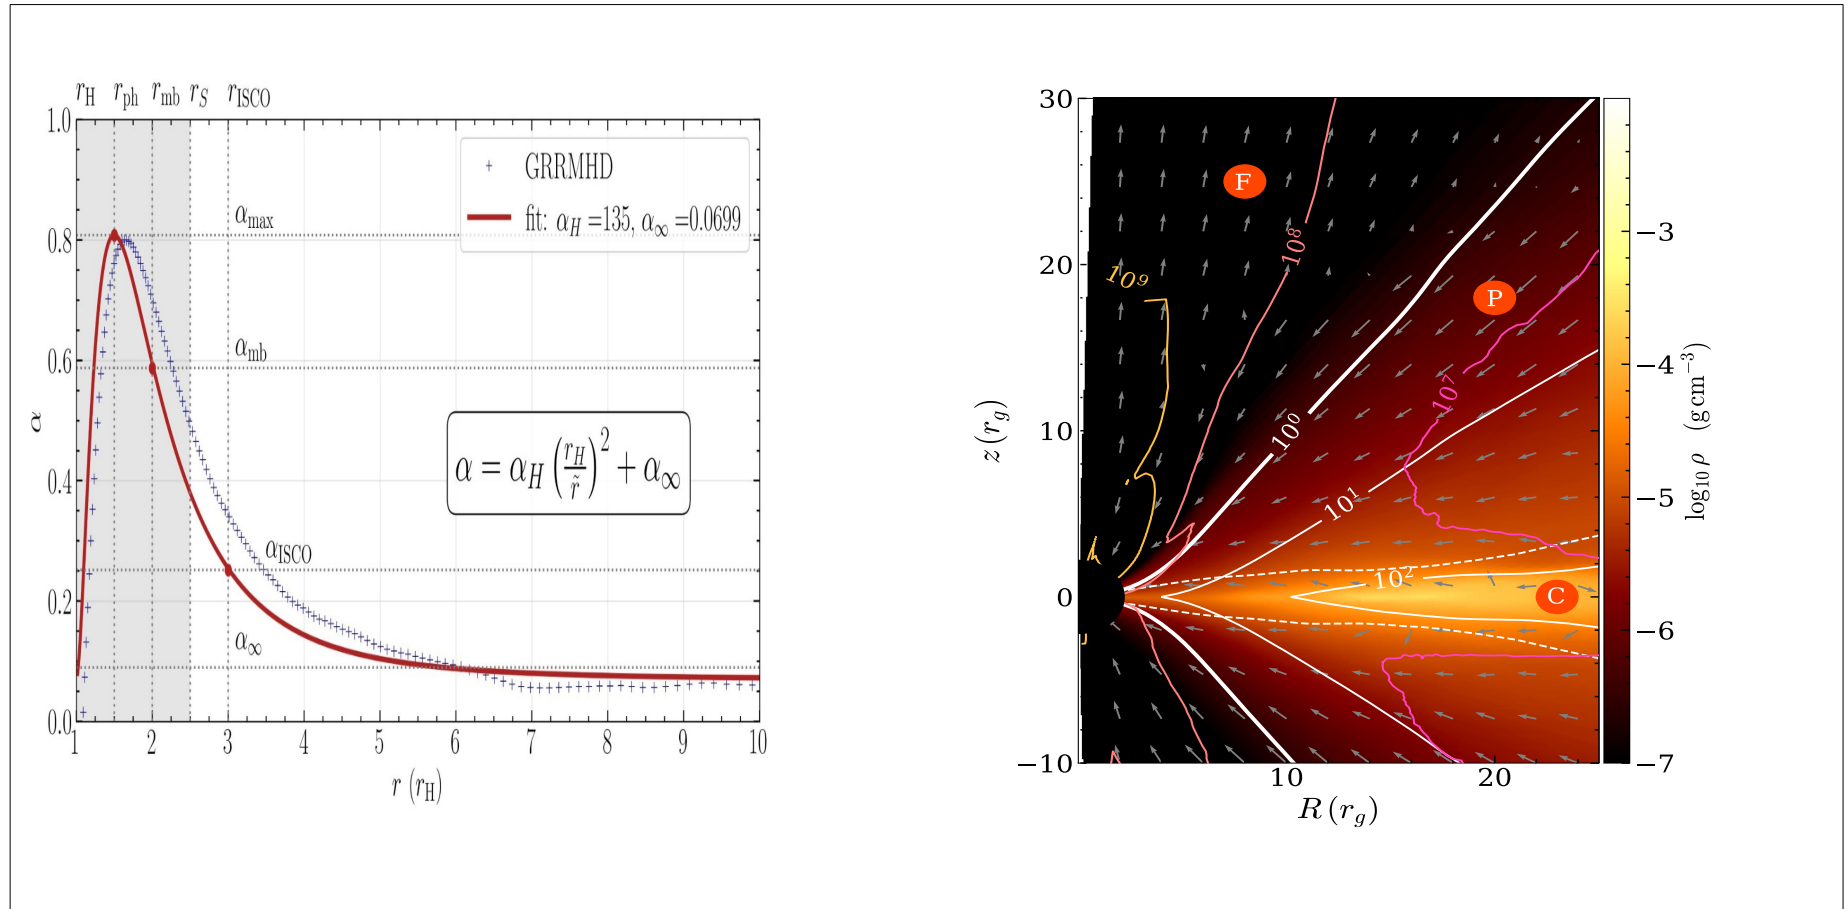 r_H r_ph r_mb r_S r_ISCO
1.0
0.8
0.6
0.4
0.2
0.0
α
α_max
α_mb
α_ISCO
α_∞
GRRMHD
fit: α_H =135, α_∞ =0.0699
α = α_H (r_H/r̃)^2 + α_∞
1 2 3 4 5 6 7 8 9 10
r (r_H)
30
20
10
0
−10
z(r_g)
F
P
C
10^9
10^8
10^7
10^0
10^1
10^2
10 20
R(r_g)
−3
−4
−5
−6
−7
log_10 ρ (g cm^−3)